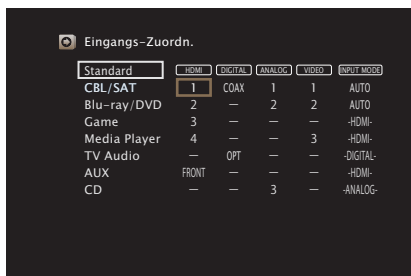 Eingangs-Zuordn.
Standard HDMI DIGITAL ANALOG VIDEO INPUT MODE
CBL/SAT 1 COAX 1 1 AUTO
Blu-ray/DVD 2 — 2 2 AUTO
Game 3 — — — -HDMI-
Media Player 4 — — 3 -HDMI-
TV Audio — OPT — — -DIGITAL-
AUX FRONT — — — -HDMI-
CD — — 3 — -ANALOG-